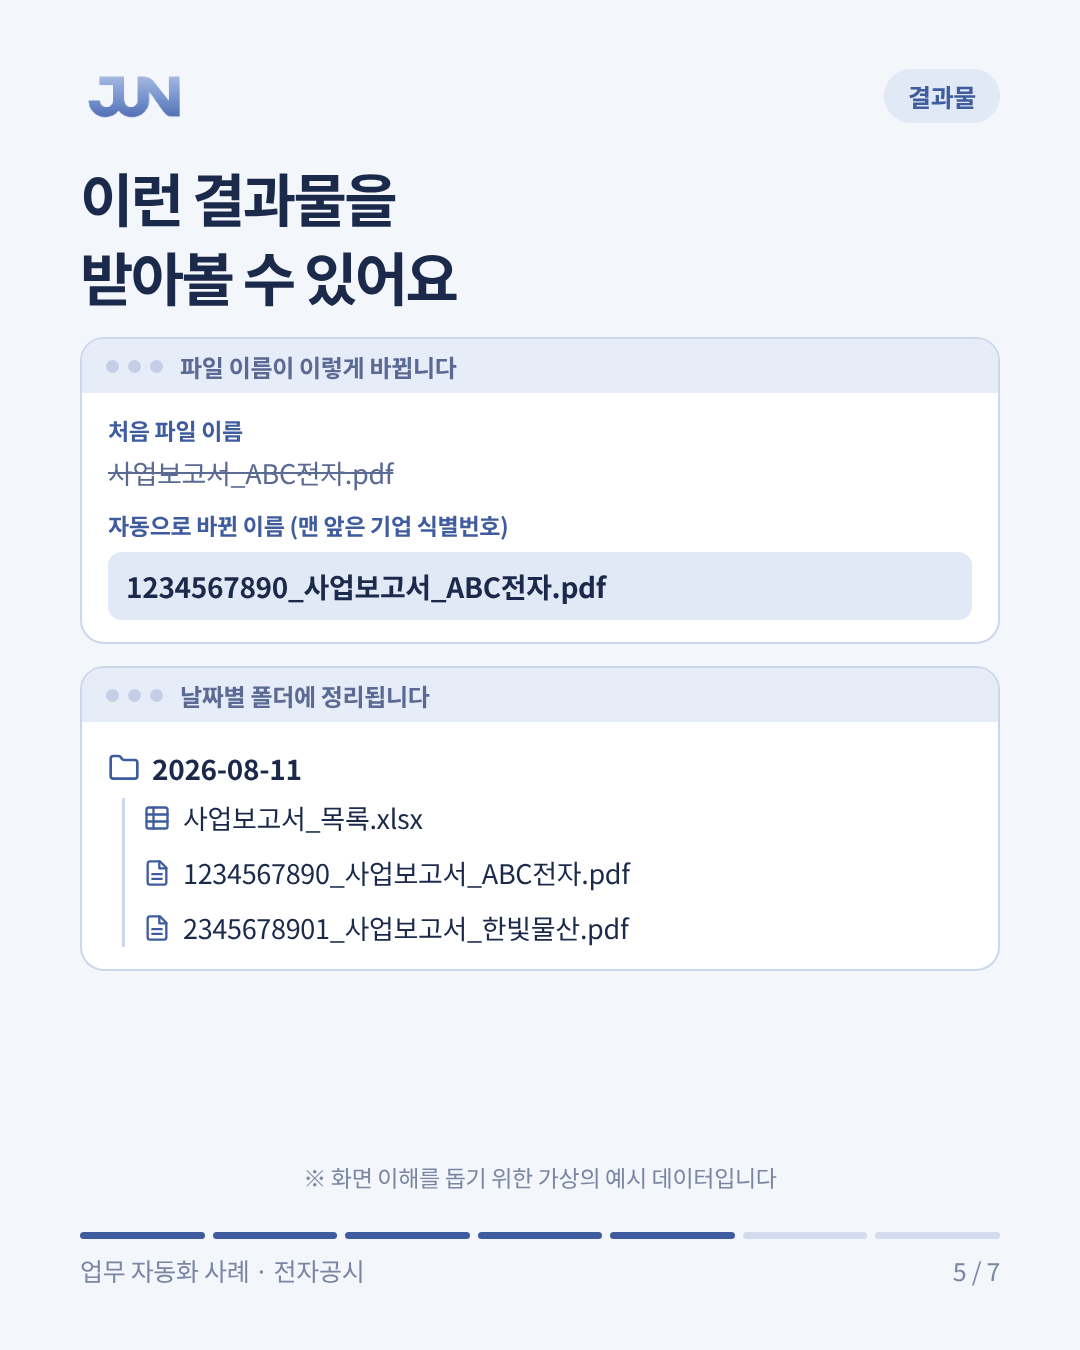 JUN
결과물
이런 결과물을
받아볼 수 있어요
파일 이름이 이렇게 바뀝니다
처음 파일 이름
사업보고서_ABC전자.pdf
자동으로 바뀐 이름 (맨 앞은 기업 식별번호)
1234567890_사업보고서_ABC전자.pdf
날짜별 폴더에 정리됩니다
2026-08-11
사업보고서_목록.xlsx
1234567890_사업보고서_ABC전자.pdf
2345678901_사업보고서_한빛물산.pdf
※ 화면 이해를 돕기 위한 가상의 예시 데이터입니다
업무 자동화 사례 · 전자공시
5 / 7